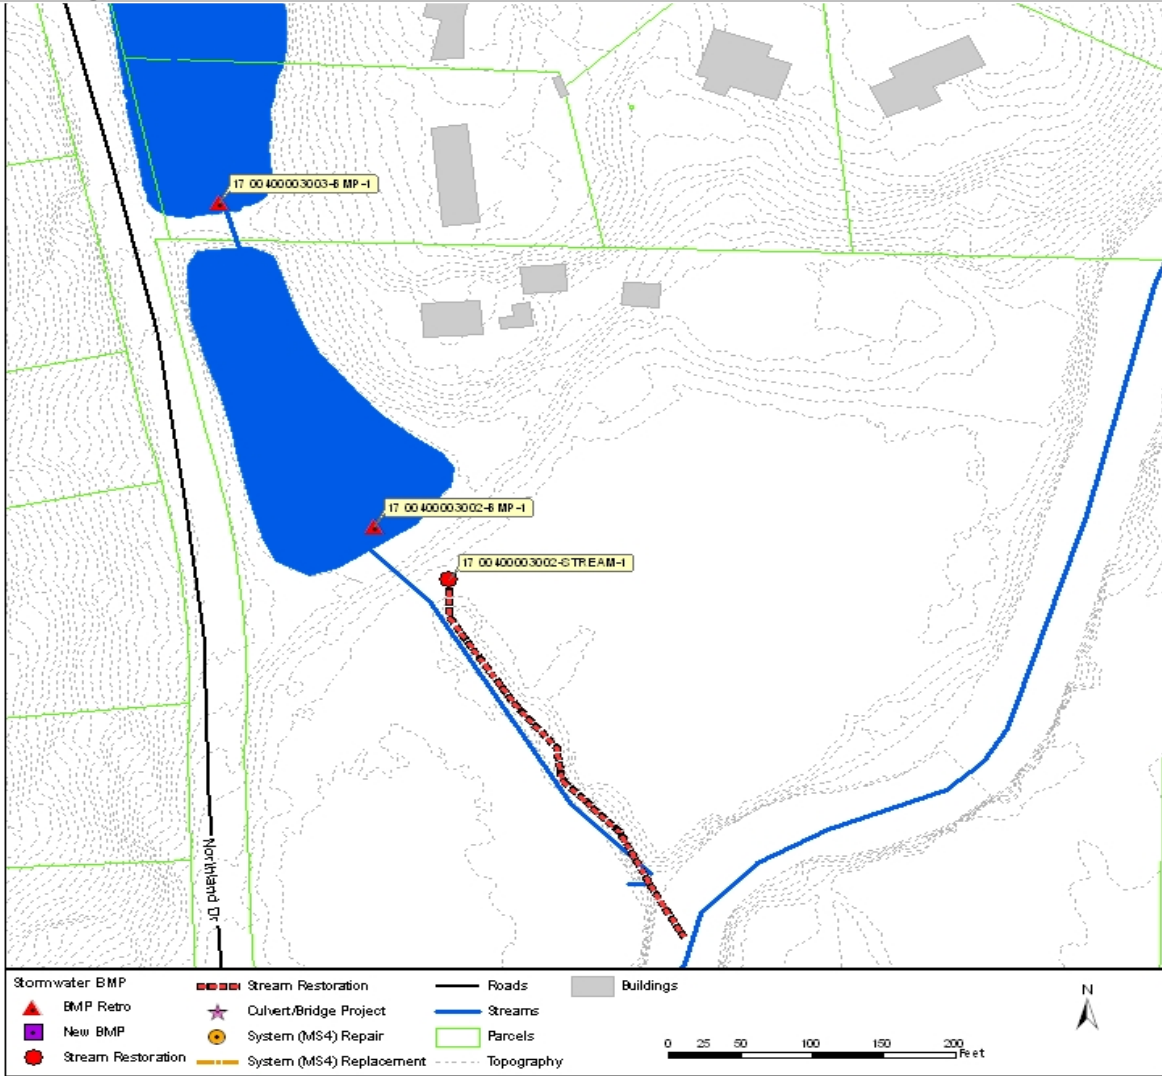 17 00400003003-BMP-1
17 00400003002-BMP-1
17 00400003002-STREAM-1
Northland Dr
Stormwater BMP
BMP Retro
New BMP
Stream Restoration
Stream Restoration
Culvert/Bridge Project
System (MS4) Repair
System (MS4) Replacement
Roads
Streams
Parcels
Topography
Buildings
N
0 25 50 100 150 200
Feet